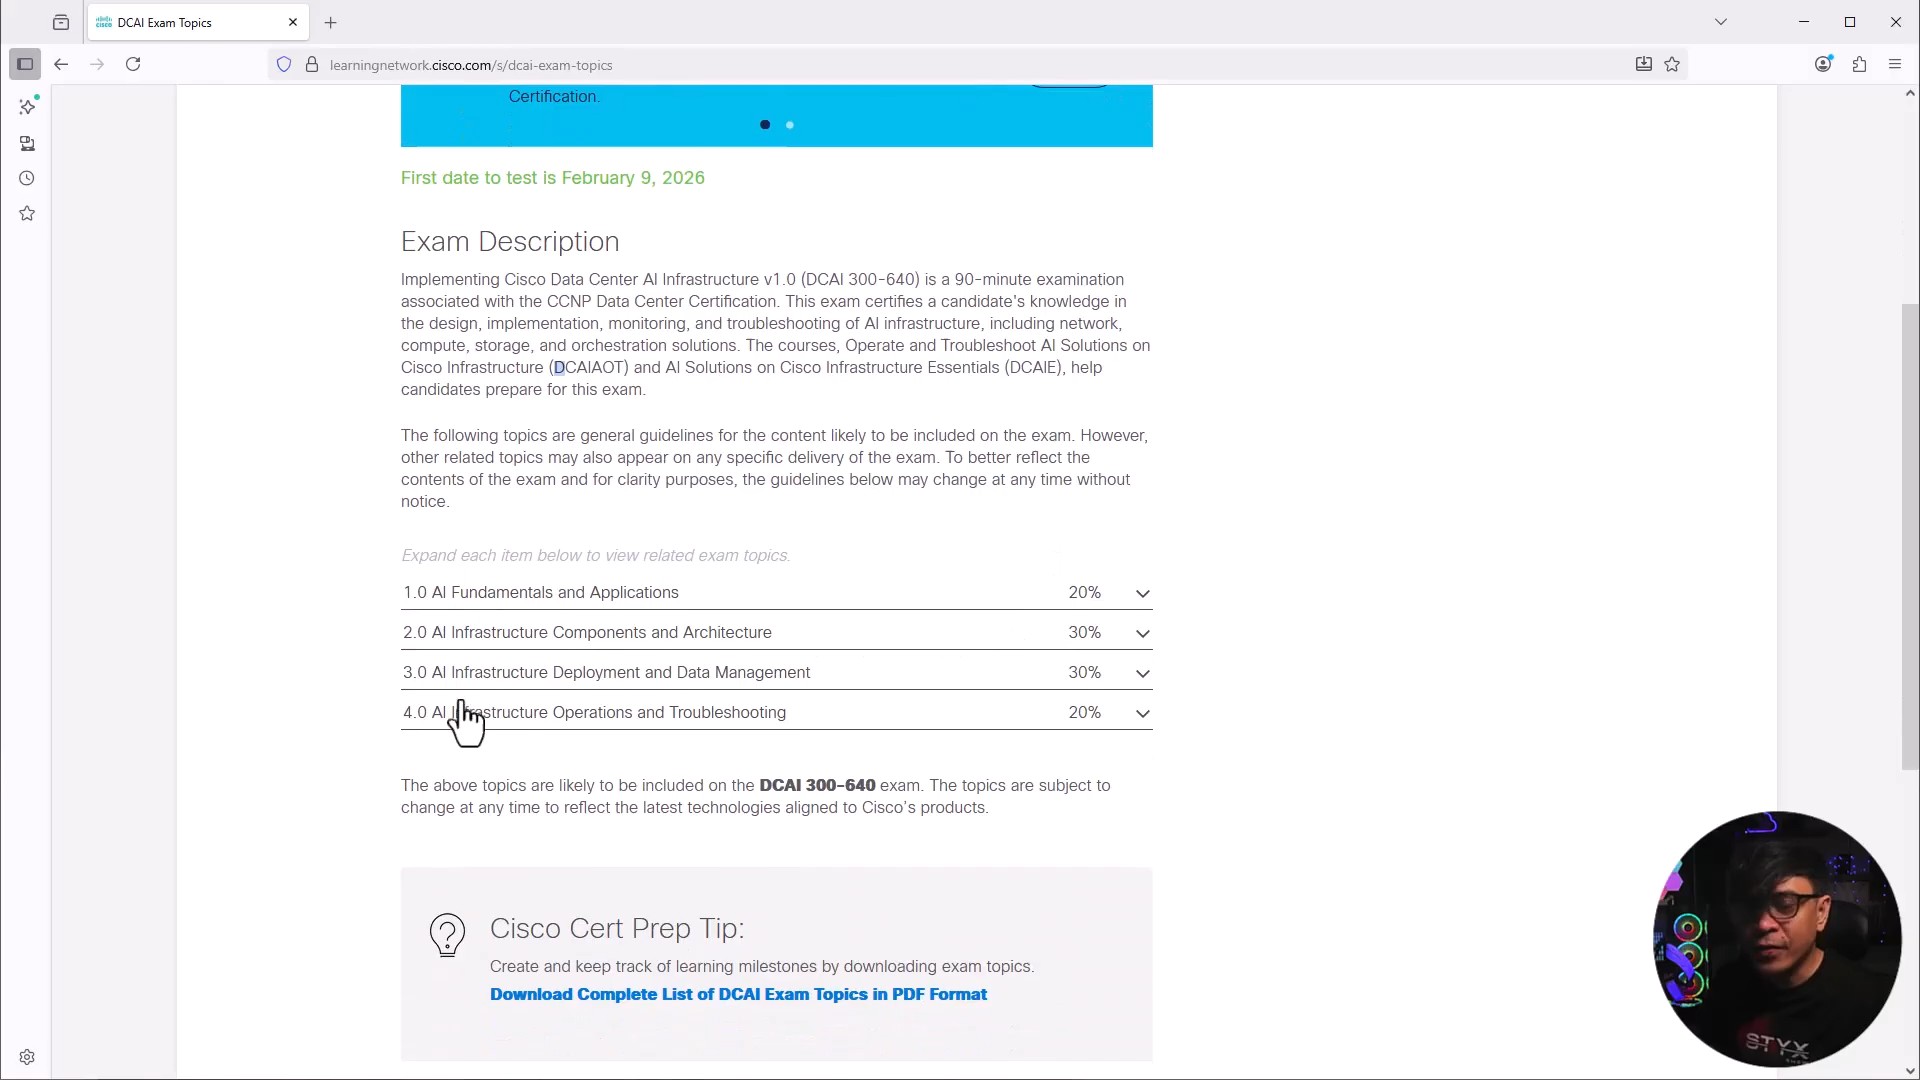 DCAI Exam Topics
learningnetwork.cisco.com/s/dcai-exam-topics
Certification.
First date to test is February 9, 2026
Exam Description
Implementing Cisco Data Center AI Infrastructure v1.0 (DCAI 300-640) is a 90-minute examination
associated with the CCNP Data Center Certification. This exam certifies a candidate's knowledge in
the design, implementation, monitoring, and troubleshooting of AI infrastructure, including network,
compute, storage, and orchestration solutions. The courses, Operate and Troubleshoot AI Solutions on
Cisco Infrastructure (DCAIAOT) and AI Solutions on Cisco Infrastructure Essentials (DCAIE), help
candidates prepare for this exam.
The following topics are general guidelines for the content likely to be included on the exam. However,
other related topics may also appear on any specific delivery of the exam. To better reflect the
contents of the exam and for clarity purposes, the guidelines below may change at any time without
notice.
Expand each item below to view related exam topics.
1.0 AI Fundamentals and Applications 20%
2.0 AI Infrastructure Components and Architecture 30%
3.0 AI Infrastructure Deployment and Data Management 30%
4.0 AI Infrastructure Operations and Troubleshooting 20%
The above topics are likely to be included on the DCAI 300-640 exam. The topics are subject to
change at any time to reflect the latest technologies aligned to Cisco's products.
Cisco Cert Prep Tip:
Create and keep track of learning milestones by downloading exam topics.
Download Complete List of DCAI Exam Topics in PDF Format
STYX